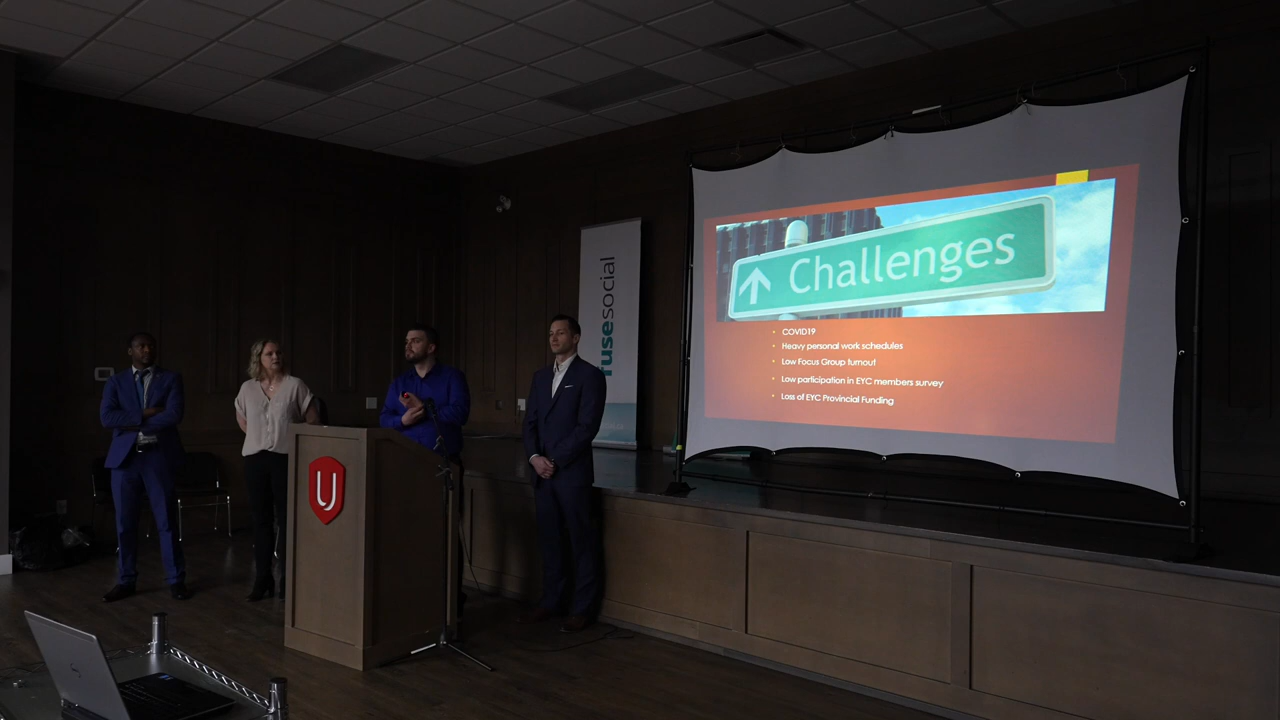 Challenges
COVID19
Heavy personal work schedules
Low Focus Group turnout
Low participation in EYC members survey
Loss of EYC Provincial Funding
fusesocial
U